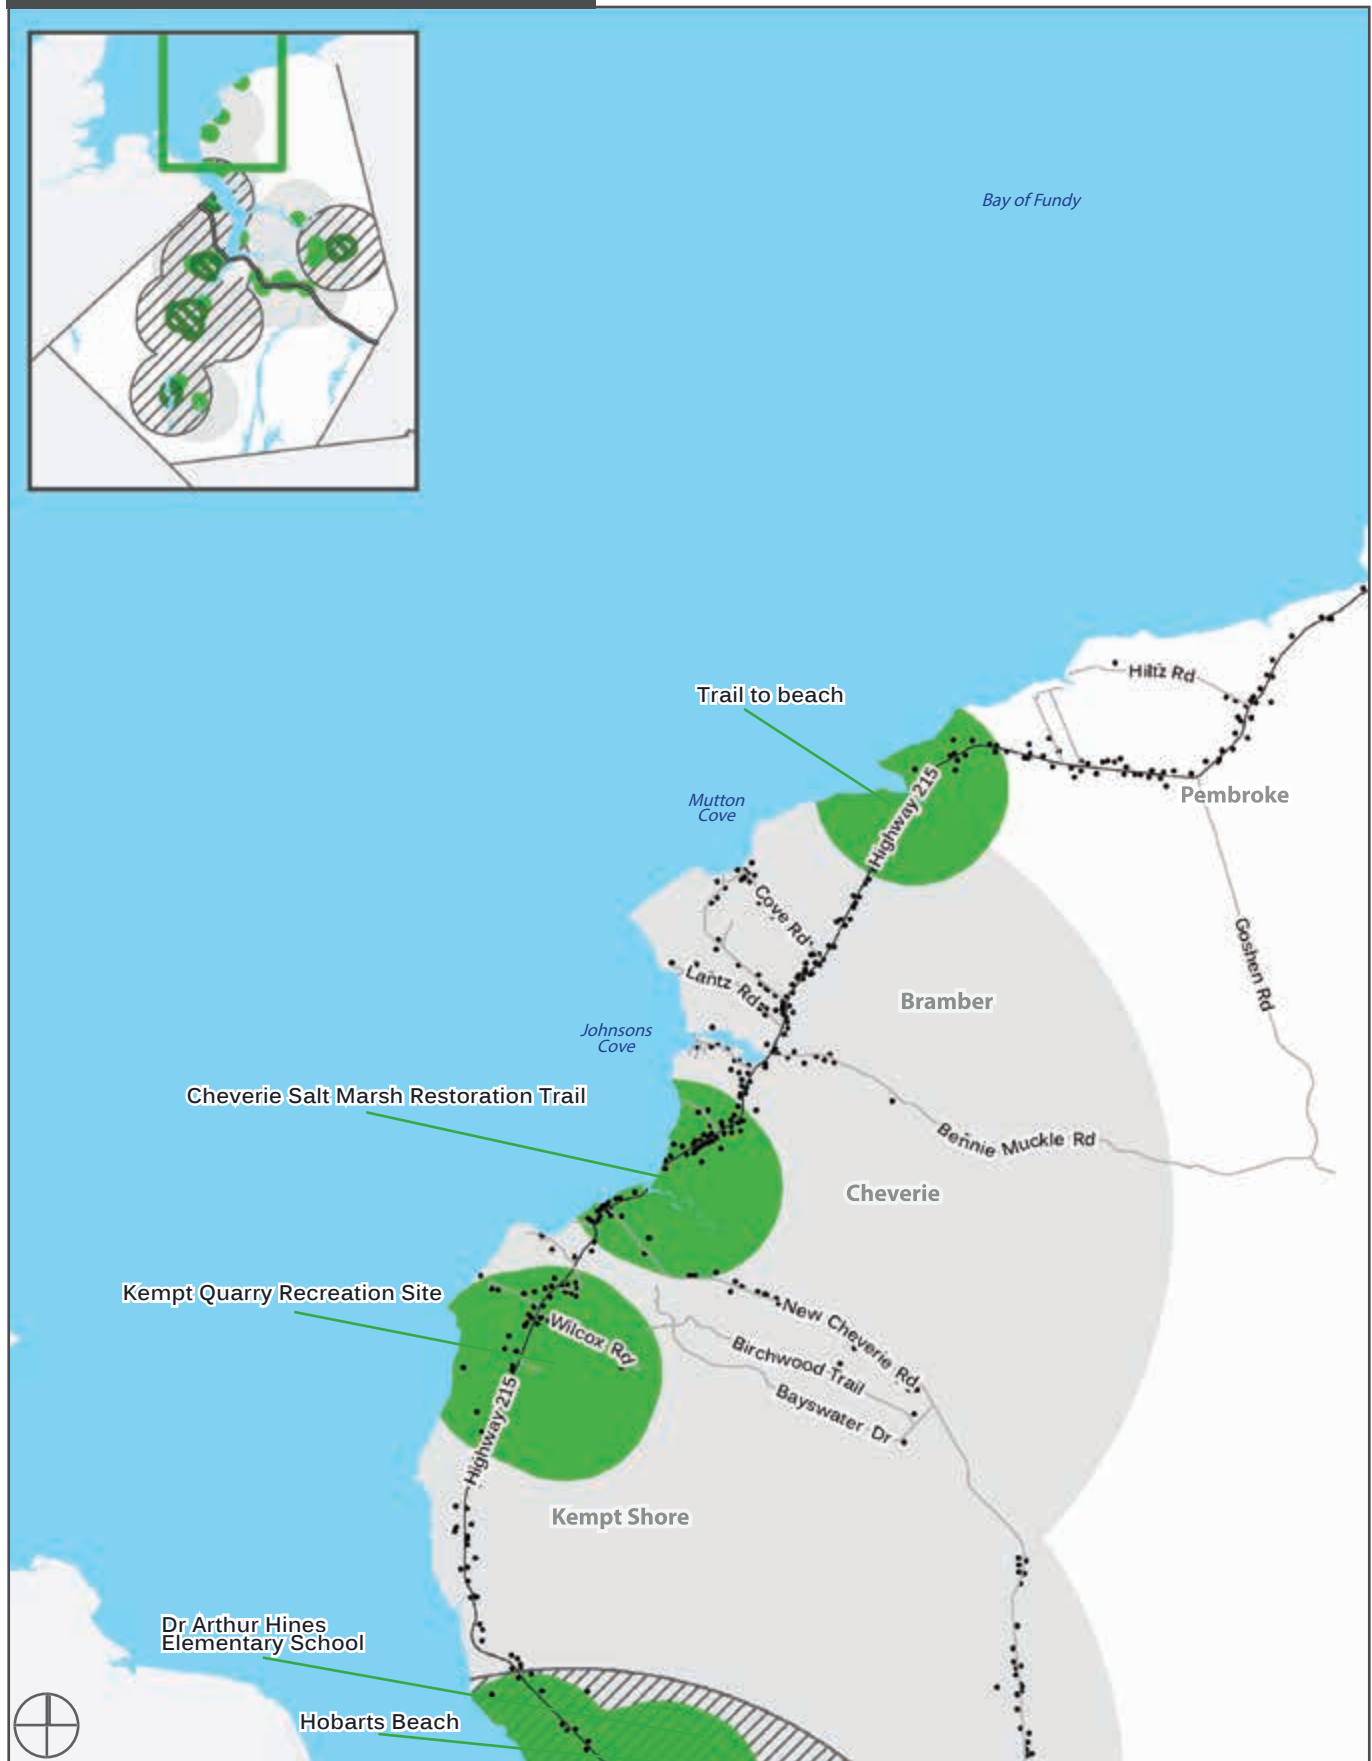 Bay of Fundy
Hiltz Rd
Trail to beach
Highway 215
Pembroke
Mutton
Cove
Cove Rd
Goshen Rd
Lantz Rd
Bramber
Johnsons
Cove
Cheverie Salt Marsh Restoration Trail
Bennie Muckle Rd
Cheverie
Kempt Quarry Recreation Site
New Cheverie Rd
Wilcox Rd
Birchwood Trail
Bayswater Dr
Highway 215
Kempt Shore
Dr Arthur Hines
Elementary School
Hobarts Beach